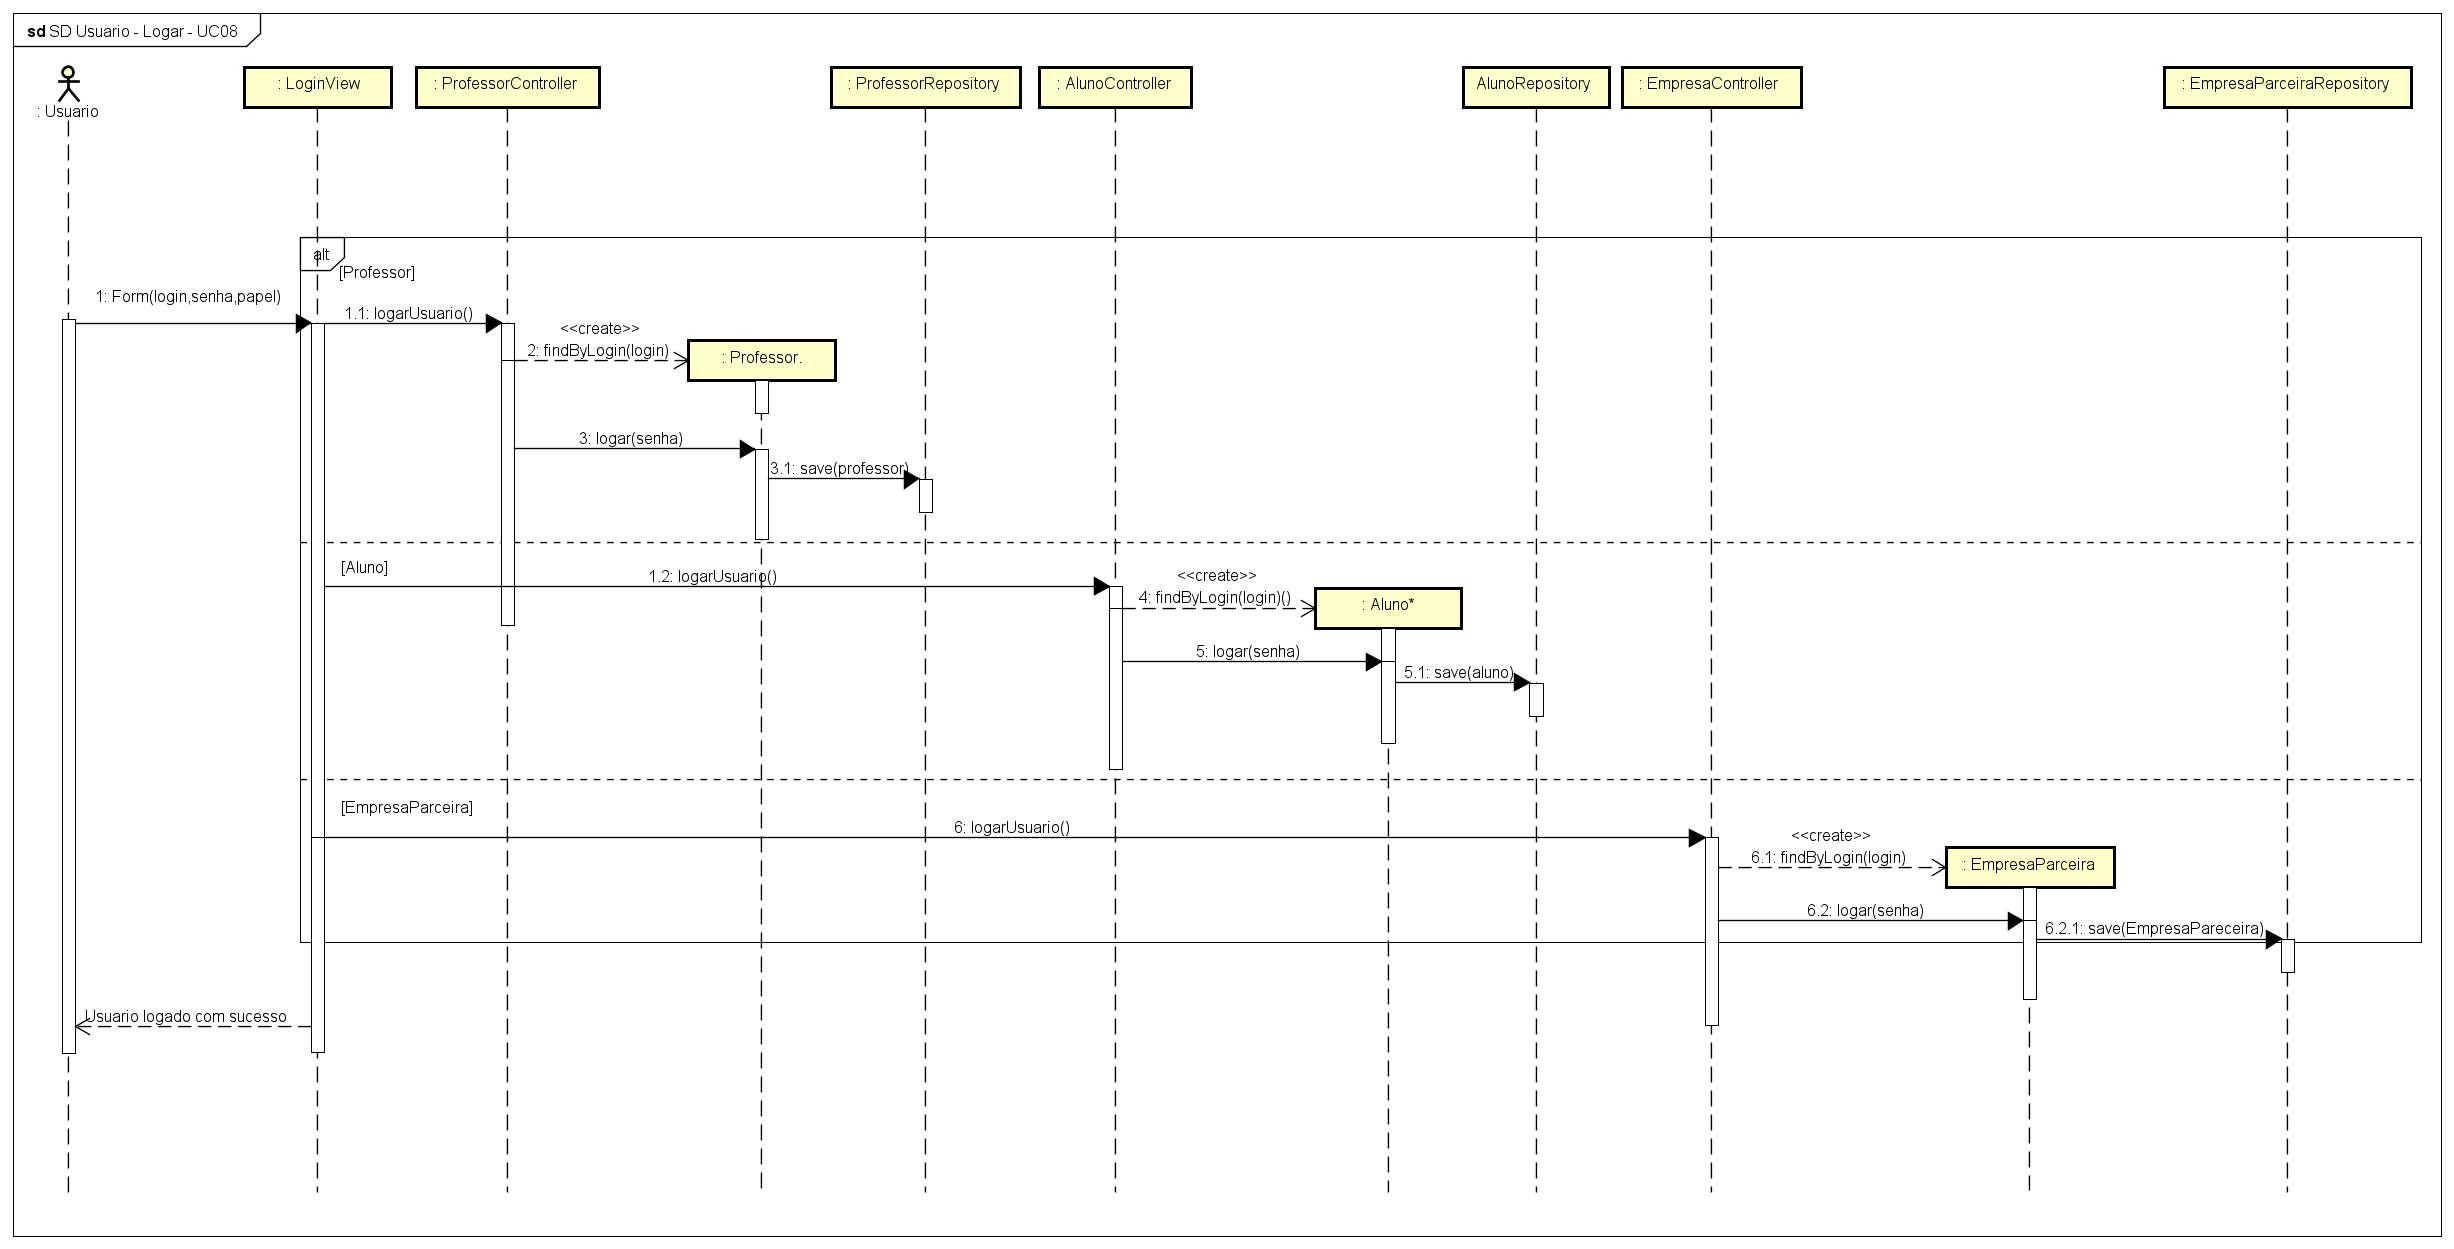 sd SD Usuario - Logar - UC08
: Usuario
: LoginView
: ProfessorController
: ProfessorRepository
: AlunoController
AlunoRepository
: EmpresaController
: EmpresaParceiraRepository
alt
[Professor]
1: Form(login,senha,papel)
1.1: logarUsuario()
<<create>>
2: findByLogin(login)
: Professor.
3: logar(senha)
3.1: save(professor)
[Aluno]
1.2: logarUsuario()
<<create>>
4: findByLogin(login)()
: Aluno*
5: logar(senha)
5.1: save(aluno)
[EmpresaParceira]
6: logarUsuario()
<<create>>
6.1: findByLogin(login)
: EmpresaParceira
6.2: logar(senha)
6.2.1: save(EmpresaPareceira)
Usuario logado com sucesso